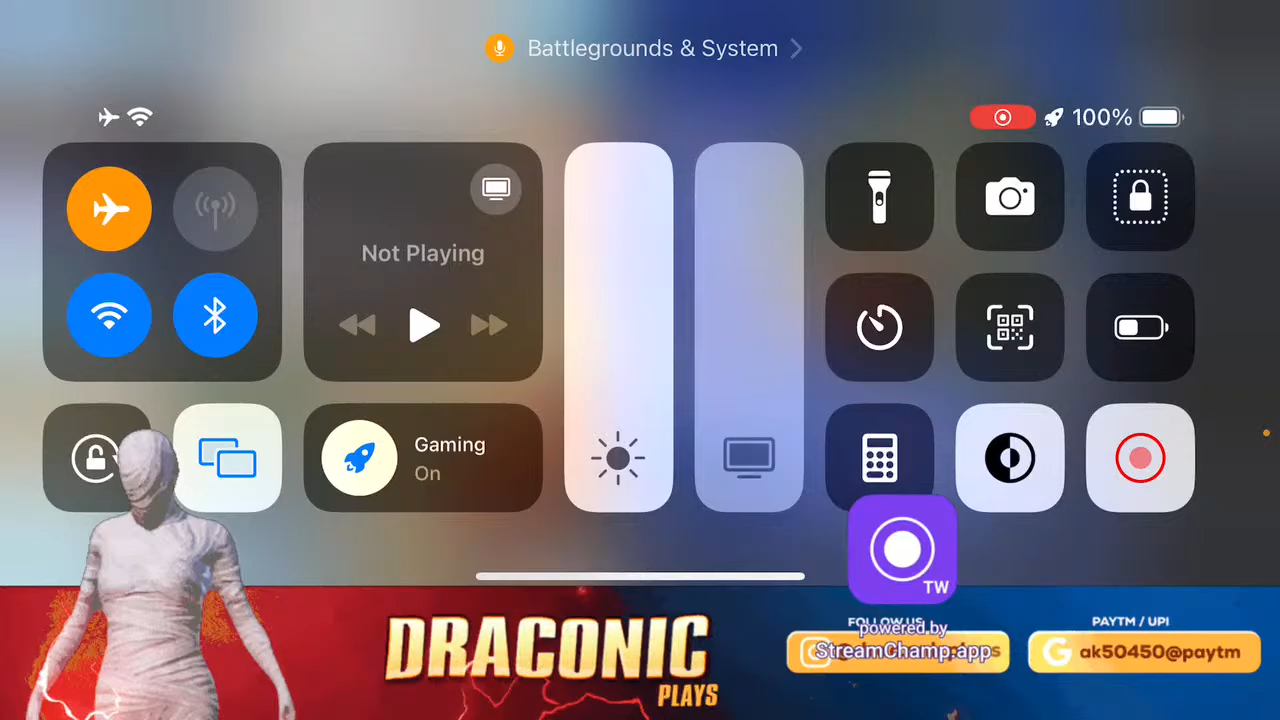 Battlegrounds & System
100%
Not Playing
Gaming
On
TW
DRACONIC
PLAYS
FOLLOW US
powered by
StreamChamp.app
PAYTM / UPI
ak50450@paytm